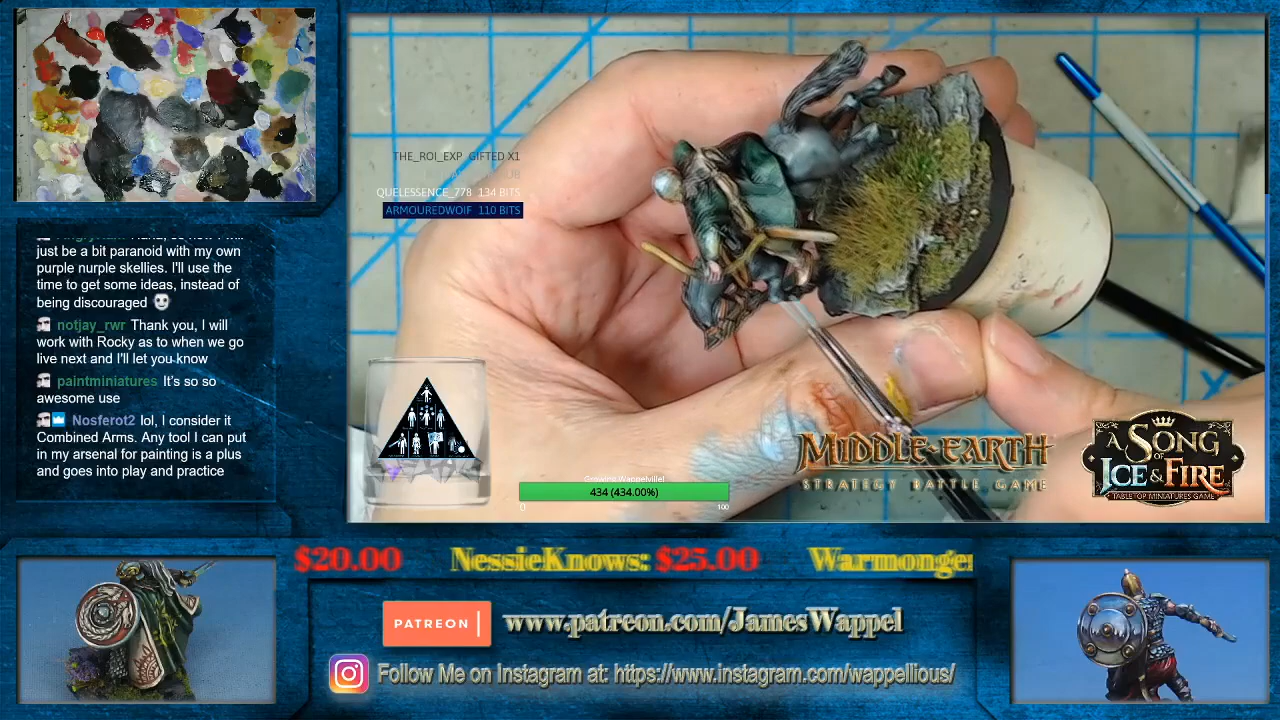 THE_ROI_EXP GIFTED X1
QUELESSENCE_778 134 BITS
ARMOUREDWOIF 110 BITS
just be a bit paranoid with my own
purple nurple skellies. I'll use the
time to get some ideas, instead of
being discouraged
notjay_rwr Thank you, I will
work with Rocky as to when we go
live next and I'll let you know
paintminiatures It's so so
awesome use
Nosferot2 lol, I consider it
Combined Arms. Any tool I can put
in my arsenal for painting is a plus
and goes into play and practice
434 (434.00%)
0 100
MIDDLE-EARTH
STRATEGY BATTLE GAME
A SONG
OF
ICE & FIRE
TABLETOP MINIATURES GAME
$20.00 NessieKnows: $25.00 Warmonger
PATREON www.patreon.com/JamesWappel
Follow Me on Instagram at: https://www.instagram.com/wappellious/